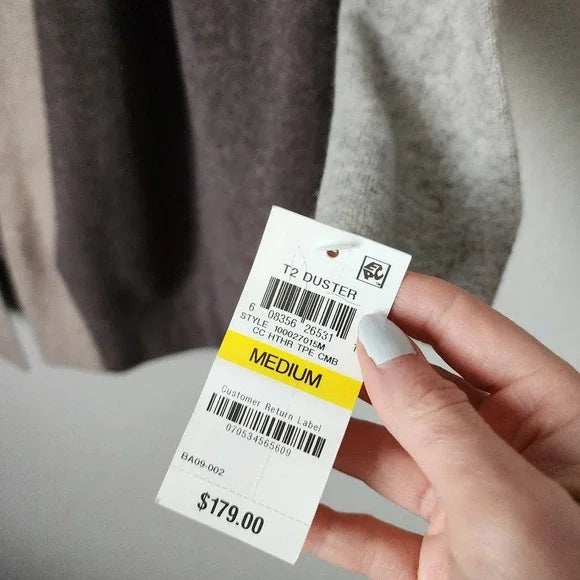 T2 DUSTER
6 08356 26531
STYLE 100027015M
CC HTHR TPE CMB
MEDIUM
Customer Return Label
070534565609
BA09-002
$179.00